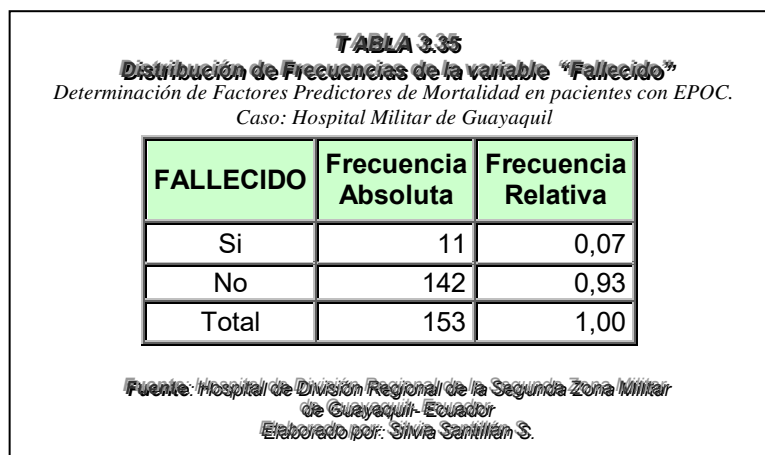 TABLA 3.35
Distribución de Frecuencias de la variable “Fallecido”
Determinación de Factores Predictores de Mortalidad en pacientes con EPOC.
Caso: Hospital Militar de Guayaquil
FALLECIDO Frecuencia Absoluta Frecuencia Relativa
Si 11 0,07
No 142 0,93
Total 153 1,00
Fuente: Hospital de División Regional de la Segunda Zona Militar
de Guayaquil- Ecuador
Elaborado por: Silvia Santillán S.